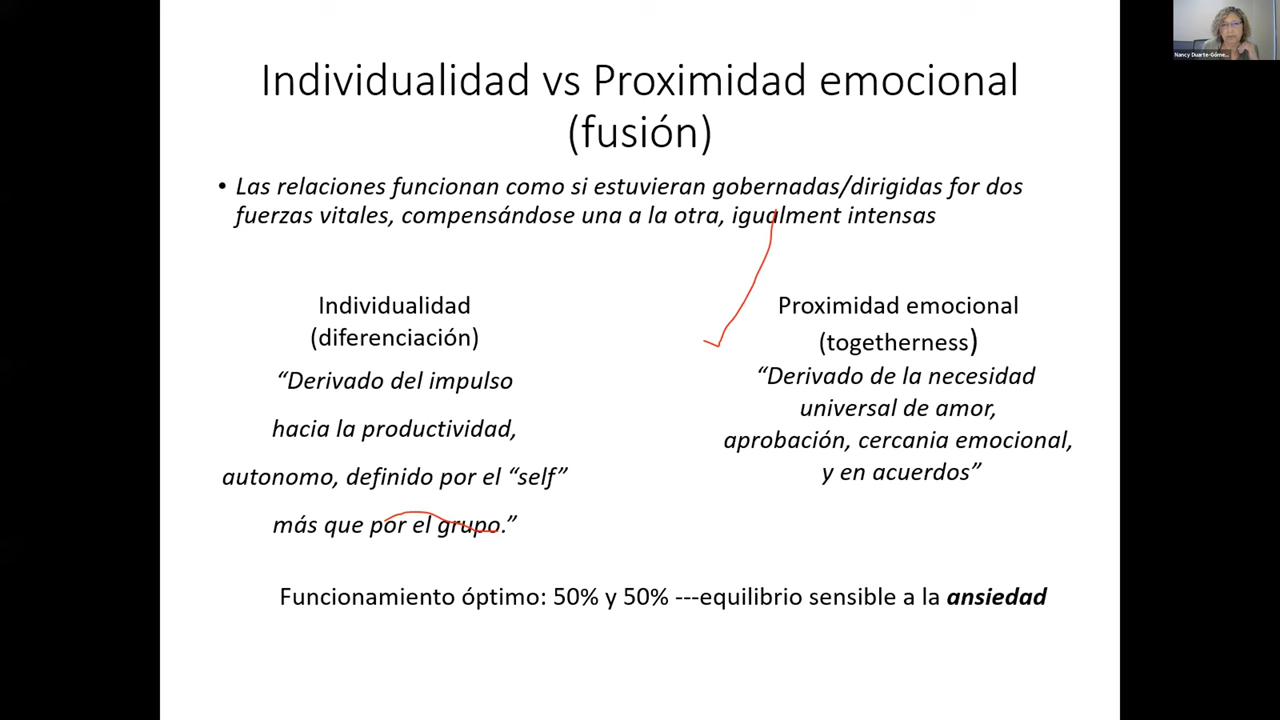 Nancy Duarte-Góme...
Individualidad vs Proximidad emocional
(fusión)
• Las relaciones funcionan como si estuvieran gobernadas/dirigidas for dos
fuerzas vitales, compensándose una a la otra, igualment intensas
Individualidad
(diferenciación)
“Derivado del impulso
hacia la productividad,
autonomo, definido por el “self”
más que por el grupo.”
Proximidad emocional
(togetherness)
“Derivado de la necesidad
universal de amor,
aprobación, cercania emocional,
y en acuerdos”
Funcionamiento óptimo: 50% y 50% ---equilibrio sensible a la ansiedad